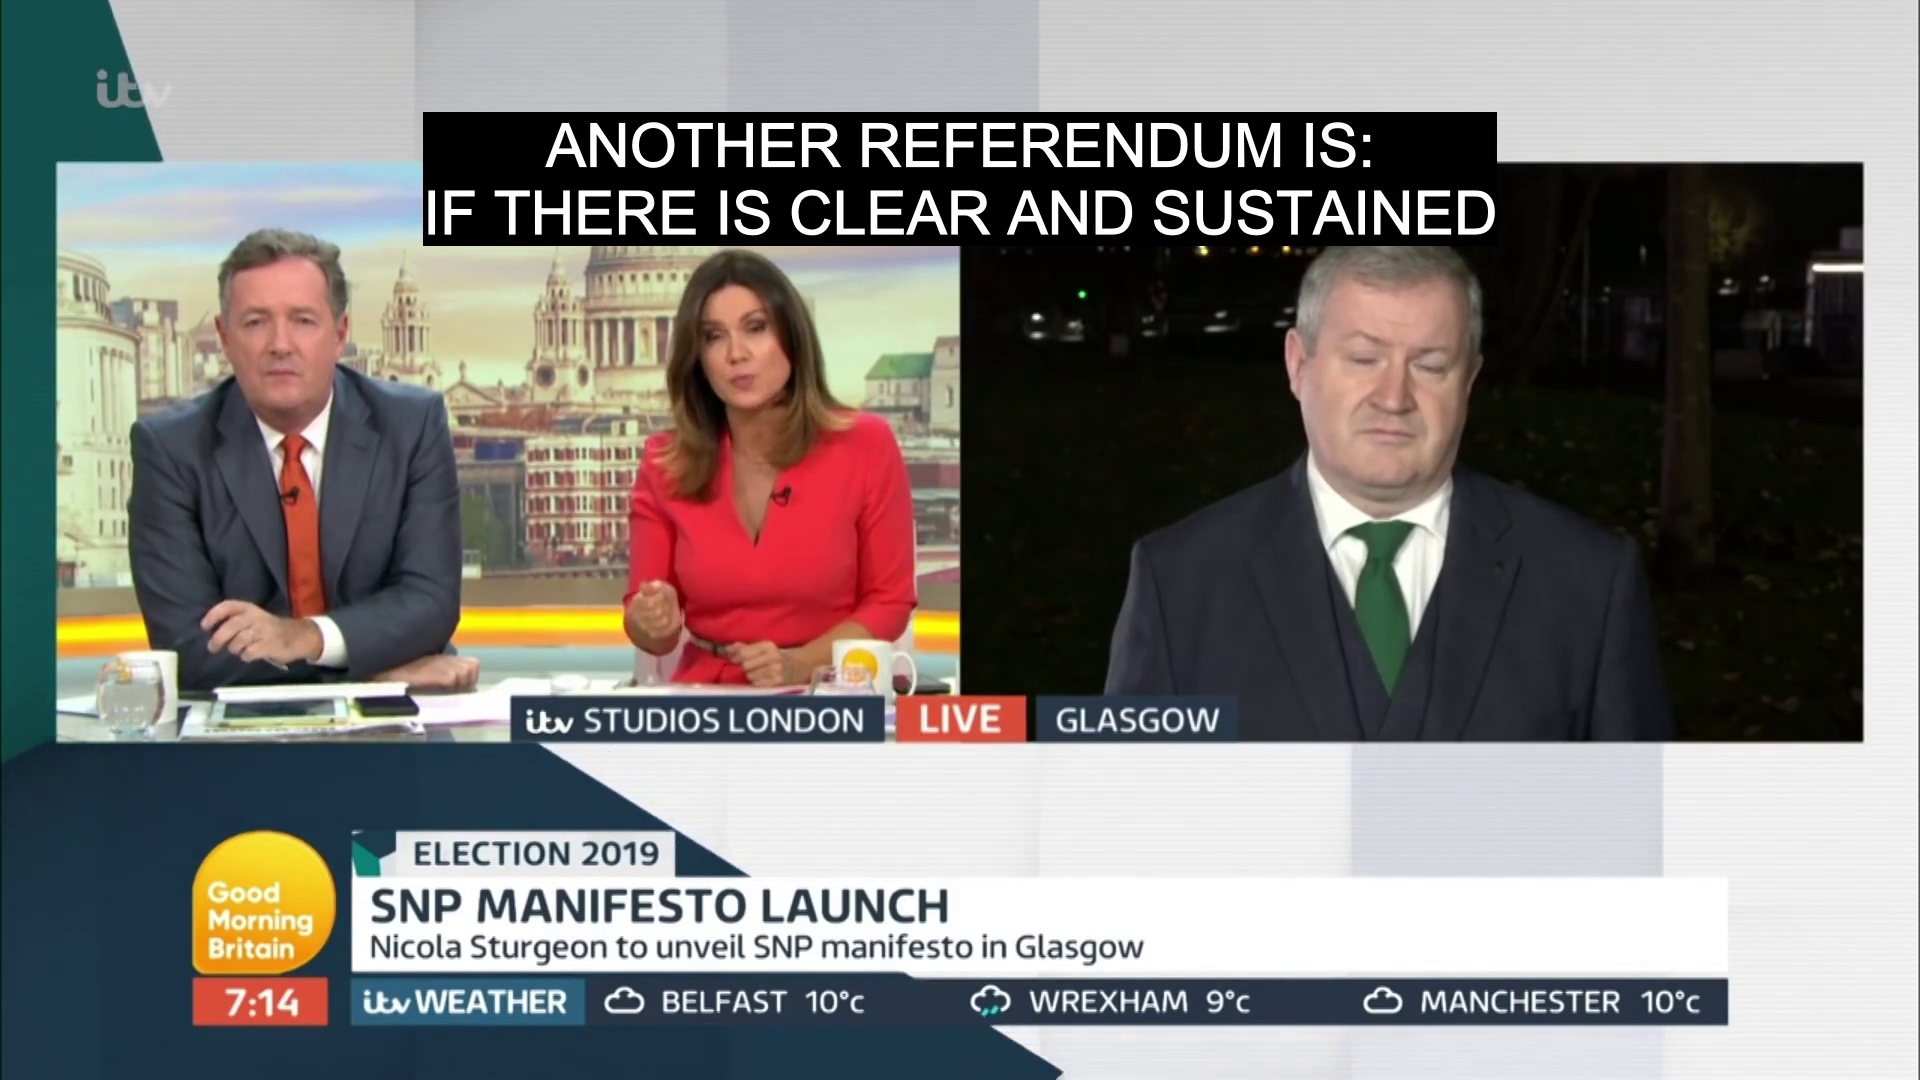 itv
ANOTHER REFERENDUM IS:
IF THERE IS CLEAR AND SUSTAINED
itv STUDIOS LONDON
LIVE
GLASGOW
ELECTION 2019
SNP MANIFESTO LAUNCH
Nicola Sturgeon to unveil SNP manifesto in Glasgow
Good
Morning
Britain
7:14
itv WEATHER
BELFAST 10°c
WREXHAM 9°c
MANCHESTER 10°c